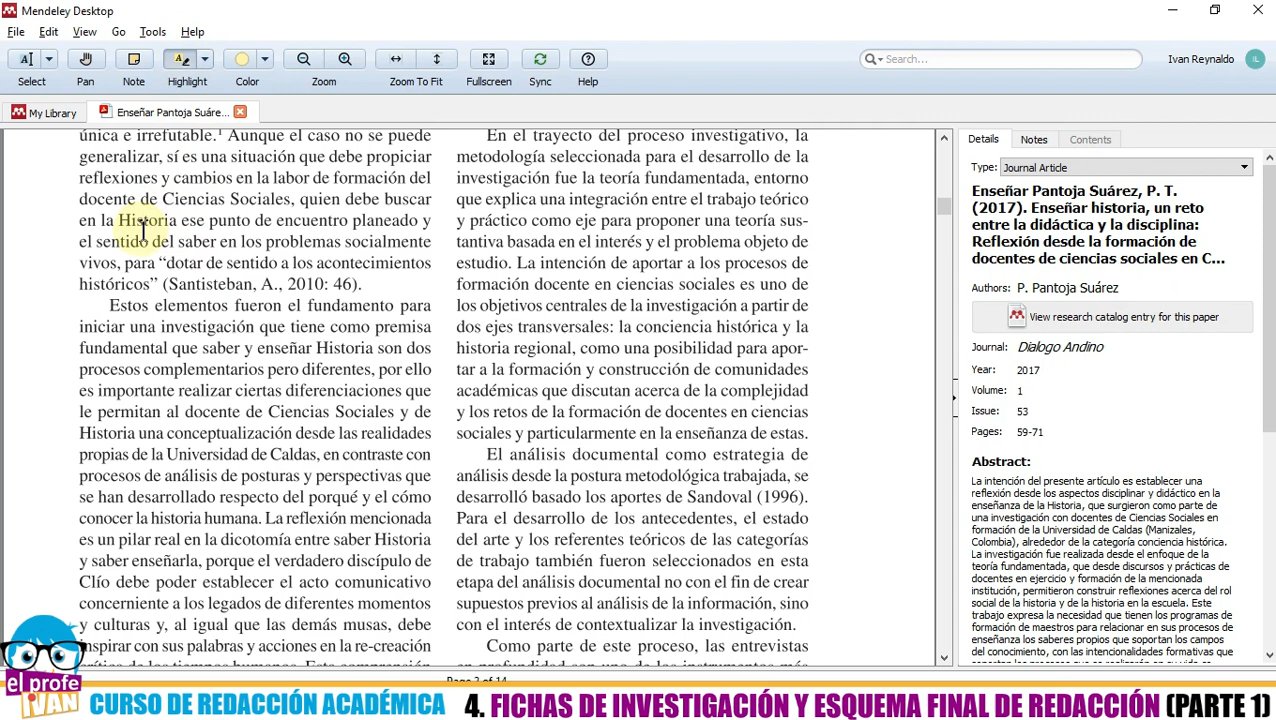 Mendeley Desktop
File Edit View Go Tools Help
Select Pan Note Highlight Color Zoom Zoom To Fit Fullscreen Sync Help
Search...
Ivan Reynaldo IL
My Library
Enseñar Pantoja Suáre...
única e irrefutable.¹ Aunque el caso no se puede
generalizar, sí es una situación que debe propiciar
reflexiones y cambios en la labor de formación del
docente de Ciencias Sociales, quien debe buscar
en la Historia ese punto de encuentro planeado y
el sentido del saber en los problemas socialmente
vivos, para “dotar de sentido a los acontecimientos
históricos” (Santisteban, A., 2010: 46).
Estos elementos fueron el fundamento para
iniciar una investigación que tiene como premisa
fundamental que saber y enseñar Historia son dos
procesos complementarios pero diferentes, por ello
es importante realizar ciertas diferenciaciones que
le permitan al docente de Ciencias Sociales y de
Historia una conceptualización desde las realidades
propias de la Universidad de Caldas, en contraste con
procesos de análisis de posturas y perspectivas que
se han desarrollado respecto del porqué y el cómo
conocer la historia humana. La reflexión mencionada
es un pilar real en la dicotomía entre saber Historia
y saber enseñarla, porque el verdadero discípulo de
Clío debe poder establecer el acto comunicativo
concerniente a los legados de diferentes momentos
y culturas y, al igual que las demás musas, debe
inspirar con sus palabras y acciones en la re-creación
En el trayecto del proceso investigativo, la
metodología seleccionada para el desarrollo de la
investigación fue la teoría fundamentada, entorno
que explica una integración entre el trabajo teórico
y práctico como eje para proponer una teoría sus-
tantiva basada en el interés y el problema objeto de
estudio. La intención de aportar a los procesos de
formación docente en ciencias sociales es uno de
los objetivos centrales de la investigación a partir de
dos ejes transversales: la conciencia histórica y la
historia regional, como una posibilidad para apor-
tar a la formación y construcción de comunidades
académicas que discutan acerca de la complejidad
y los retos de la formación de docentes en ciencias
sociales y particularmente en la enseñanza de estas.
El análisis documental como estrategia de
análisis desde la postura metodológica trabajada, se
desarrolló basado los aportes de Sandoval (1996).
Para el desarrollo de los antecedentes, el estado
del arte y los referentes teóricos de las categorías
de trabajo también fueron seleccionados en esta
etapa del análisis documental no con el fin de crear
supuestos previos al análisis de la información, sino
con el interés de contextualizar la investigación.
Como parte de este proceso, las entrevistas
Details Notes Contents
Type: Journal Article
Enseñar Pantoja Suárez, P. T.
(2017). Enseñar historia, un reto
entre la didáctica y la disciplina:
Reflexión desde la formación de
docentes de ciencias sociales en C...
Authors: P. Pantoja Suárez
View research catalog entry for this paper
Journal: Dialogo Andino
Year: 2017
Volume: 1
Issue: 53
Pages: 59-71
Abstract:
La intención del presente artículo es establecer una
reflexión desde los aspectos disciplinar y didáctico en la
enseñanza de la Historia, que surgieron como parte de
una investigación con docentes de Ciencias Sociales en
formación de la Universidad de Caldas (Manizales,
Colombia), alrededor de la categoría conciencia histórica.
La investigación fue realizada desde el enfoque de la
teoría fundamentada, que desde discursos y prácticas de
docentes en ejercicio y formación de la mencionada
institución, permitieron construir reflexiones acerca del rol
social de la historia y de la historia en la escuela. Este
trabajo expresa la necesidad que tienen los programas de
formación de maestros para relacionar en sus procesos de
enseñanza los saberes propios que soportan los campos
del conocimiento, con las intencionalidades formativas que
Page 2 of 14
el profe
iVAN
CURSO DE REDACCIÓN ACADÉMICA
4. FICHAS DE INVESTIGACIÓN Y ESQUEMA FINAL DE REDACCIÓN (PARTE 1)